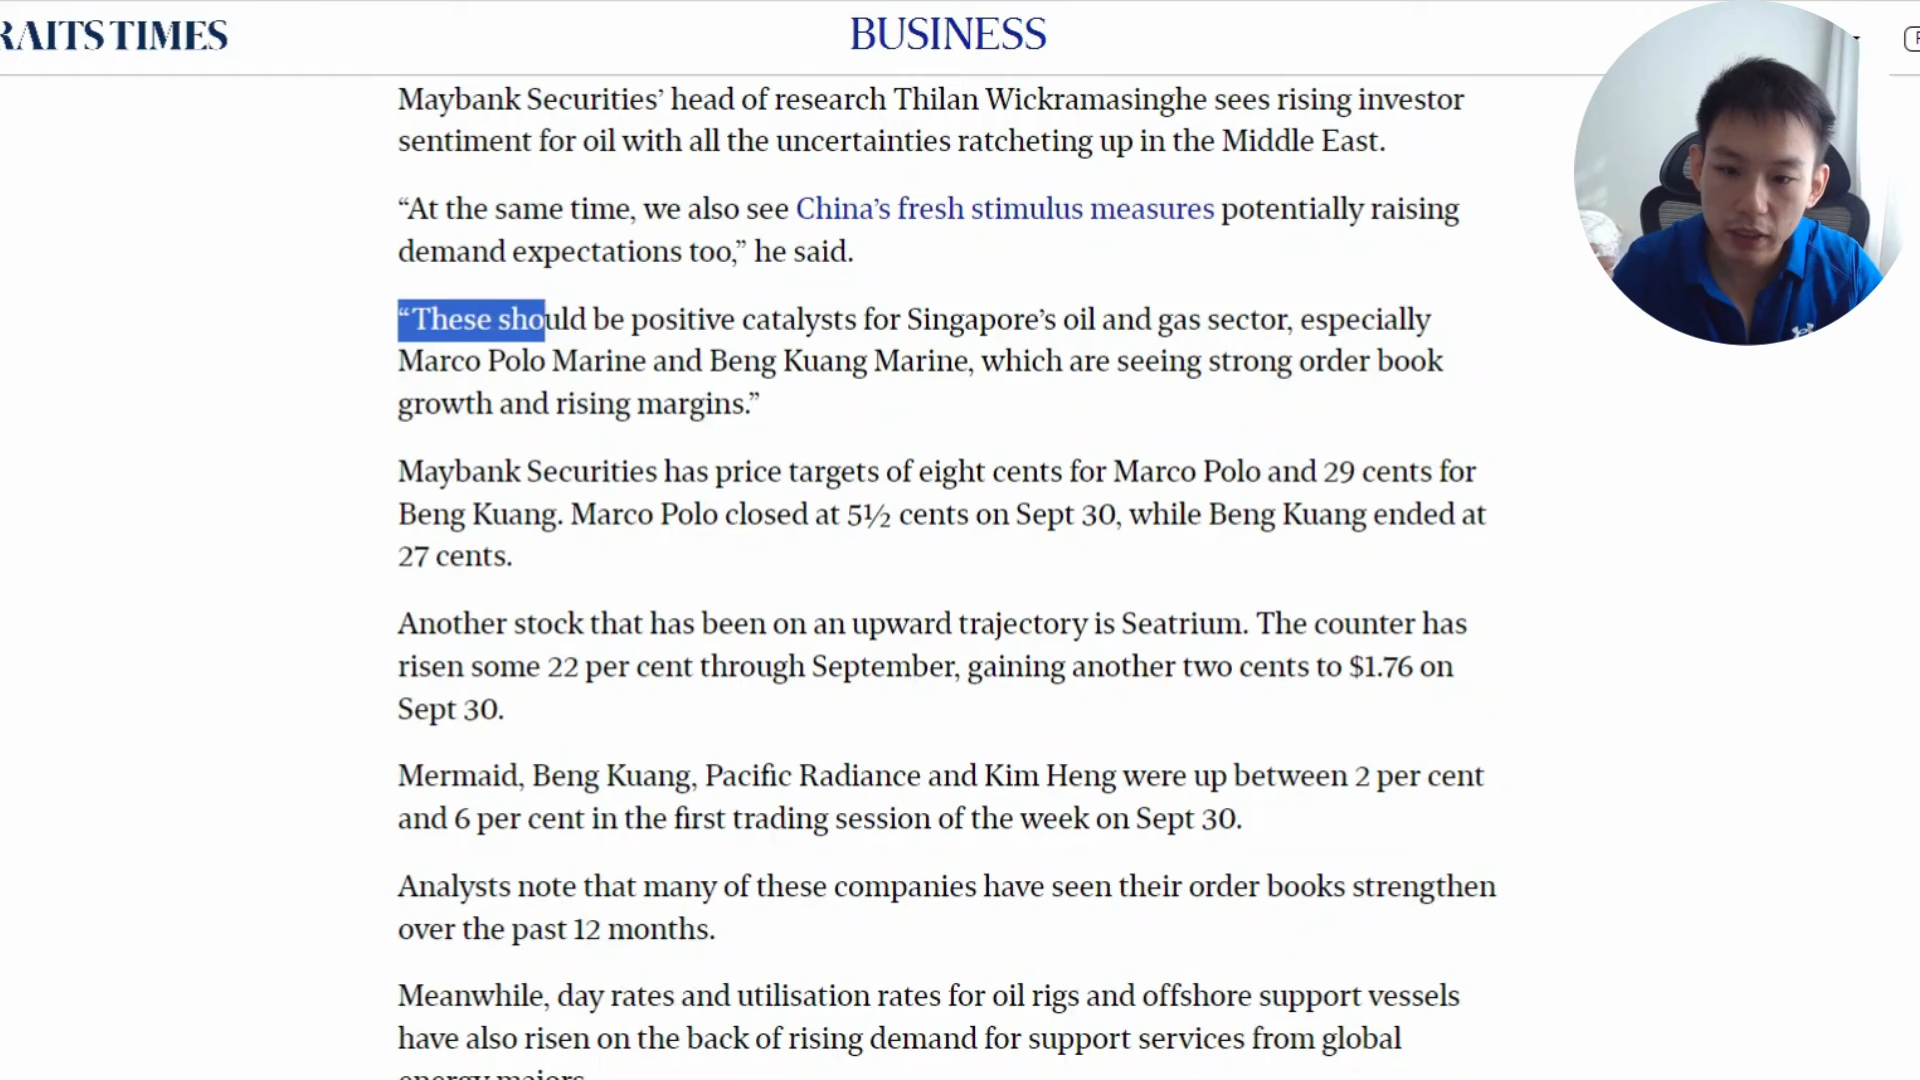 RAITS TIMES
BUSINESS
Maybank Securities’ head of research Thilan Wickramasinghe sees rising investor
sentiment for oil with all the uncertainties ratcheting up in the Middle East.
“At the same time, we also see China’s fresh stimulus measures potentially raising
demand expectations too,” he said.
“These should be positive catalysts for Singapore’s oil and gas sector, especially
Marco Polo Marine and Beng Kuang Marine, which are seeing strong order book
growth and rising margins.”
Maybank Securities has price targets of eight cents for Marco Polo and 29 cents for
Beng Kuang. Marco Polo closed at 5½ cents on Sept 30, while Beng Kuang ended at
27 cents.
Another stock that has been on an upward trajectory is Seatrium. The counter has
risen some 22 per cent through September, gaining another two cents to $1.76 on
Sept 30.
Mermaid, Beng Kuang, Pacific Radiance and Kim Heng were up between 2 per cent
and 6 per cent in the first trading session of the week on Sept 30.
Analysts note that many of these companies have seen their order books strengthen
over the past 12 months.
Meanwhile, day rates and utilisation rates for oil rigs and offshore support vessels
have also risen on the back of rising demand for support services from global
energy majors.